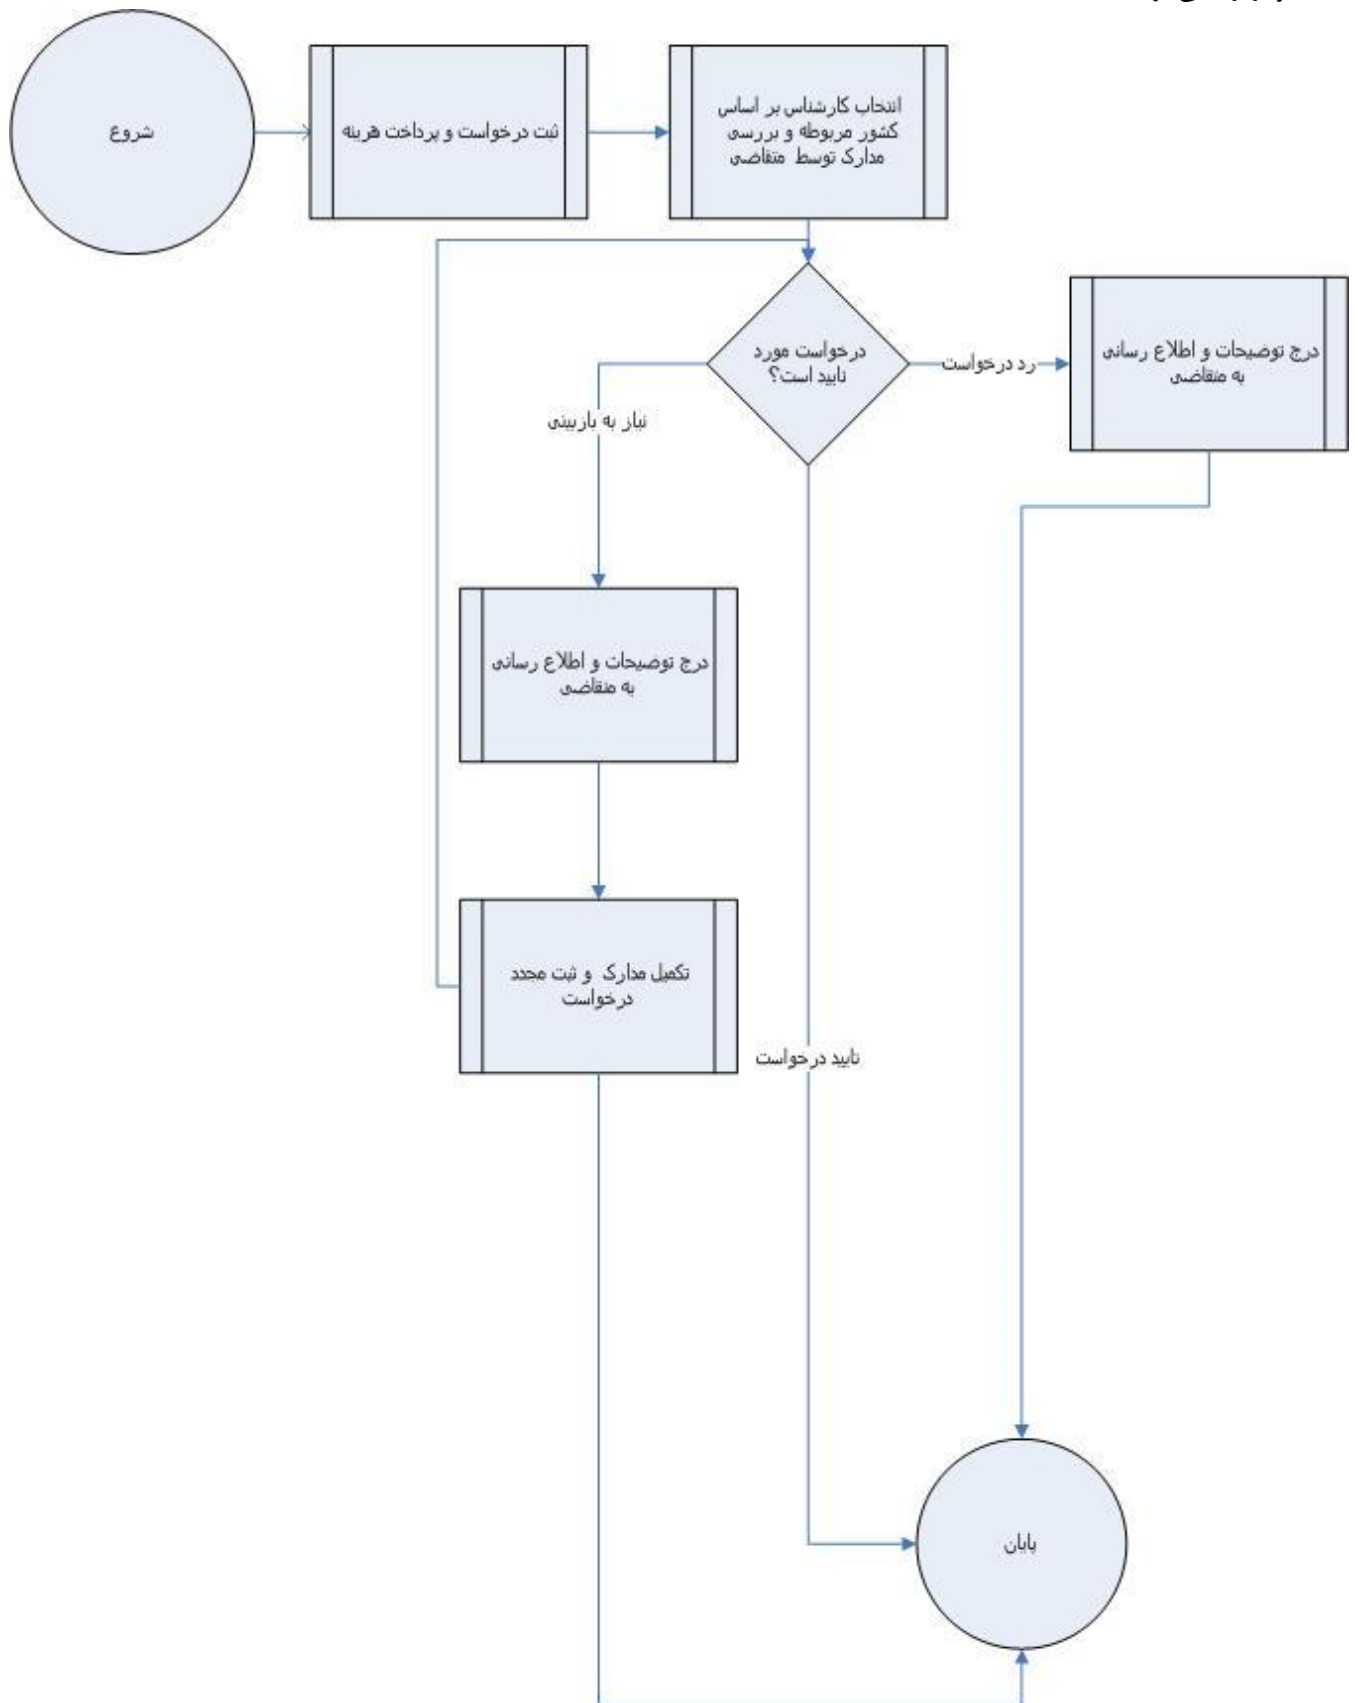 شروع
ثبت درخواست و پرداخت هزینه
انتخاب کارشناس بر اساس
کشور مربوطه و بررسی
مدارک توسط متقاضی
درخواست مورد
تایید است؟
رد درخواست
درج توضیحات و اطلاع رسانی
به متقاضی
نیاز به بازبینی
درج توضیحات و اطلاع رسانی
به متقاضی
تکمیل مدارک و ثبت مجدد
درخواست
تایید درخواست
پایان